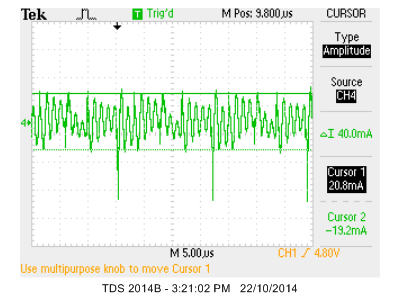 Tek T Trig'd M Pos: 9.800µs CURSOR
Type
Amplitude
Source
CH4
4
ΔI 40.0mA
Cursor 1
20.8mA
Cursor 2
-19.2mA
M 5.00µs CH1 4.80V
Use multipurpose knob to move Cursor 1
TDS 2014B - 3:21:02 PM 22/10/2014